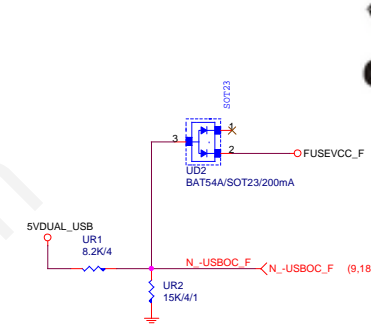 SOT23
3
1
2
FUSEVCC_F
UD2
BAT54A/SOT23/200mA
5VDUAL_USB
UR1
8.2K/4
N_-USBOC_F
N_-USBOC_F (9,18
UR2
15K/4/1